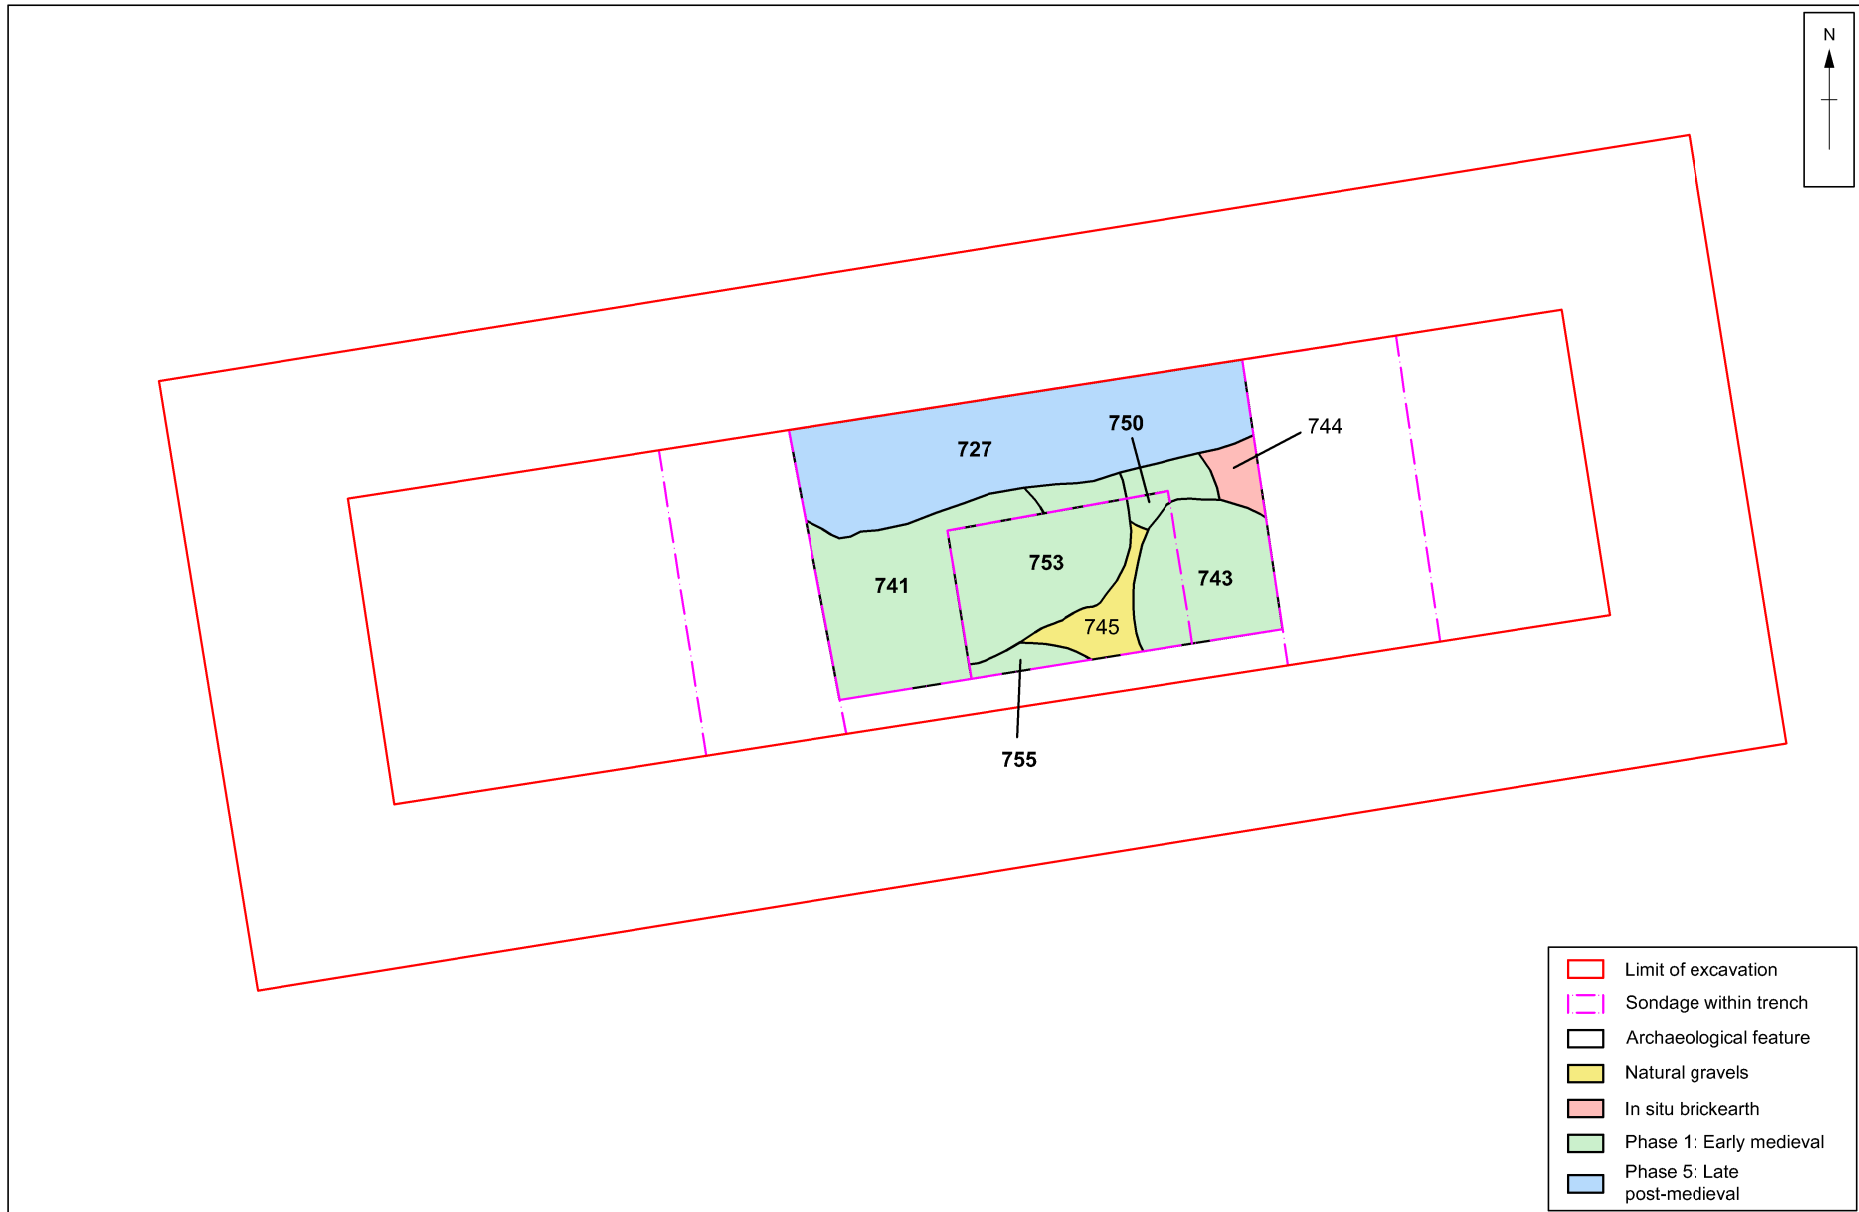 N
750
744
727
753
741
743
745
755
Limit of excavation
Sondage within trench
Archaeological feature
Natural gravels
In situ brickearth
Phase 1: Early medieval
Phase 5: Late
post-medieval